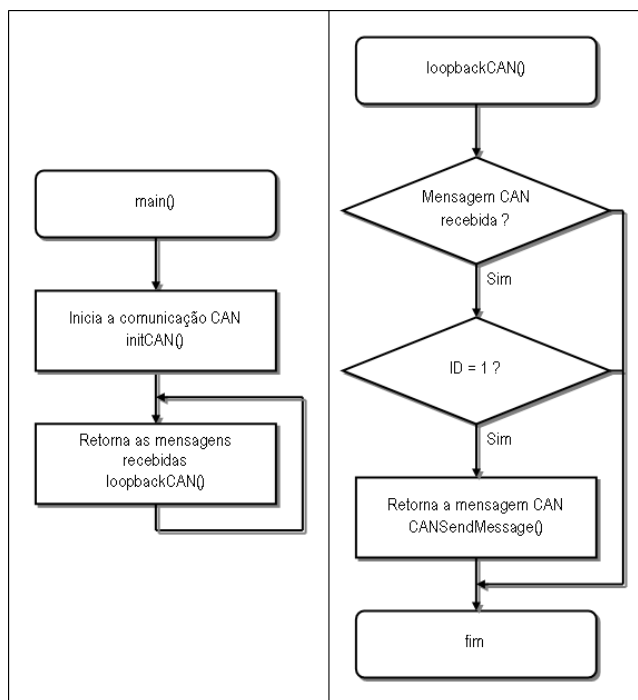 main()
Inicia a comunicação CAN
initCAN()
Retorna as mensagens
recebidas
loopbackCAN()
loopbackCAN()
Mensagem CAN
recebida ?
Sim
ID = 1 ?
Sim
Retorna a mensagem CAN
CANSendMessage()
fim